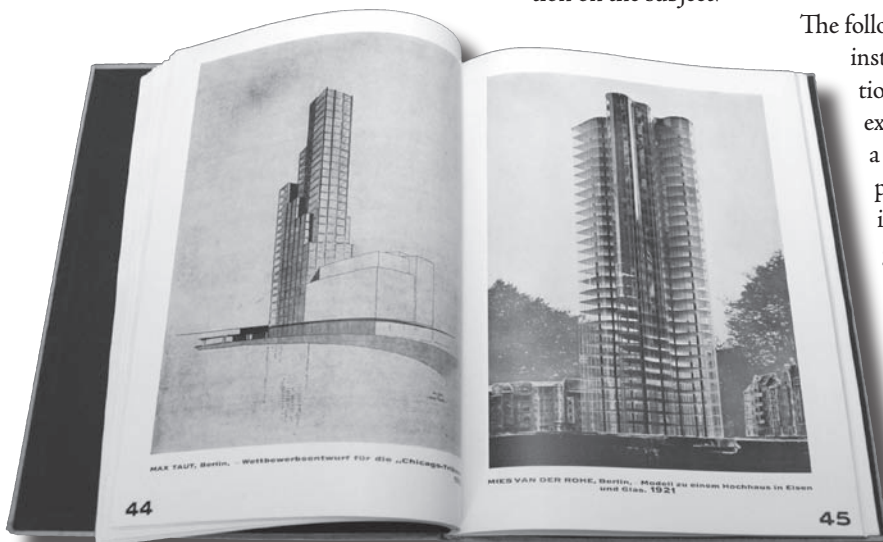 tion on the subject.
The follo
inst
tio
ex
a
p
i
MAX TAUT, Berlin, - Wettbewerbsentwurf für die „Chicago-
44
MIES VAN DER ROHE, Berlin, - Modell zu einem Hochhaus in Eisen
und Glas, 1921
45